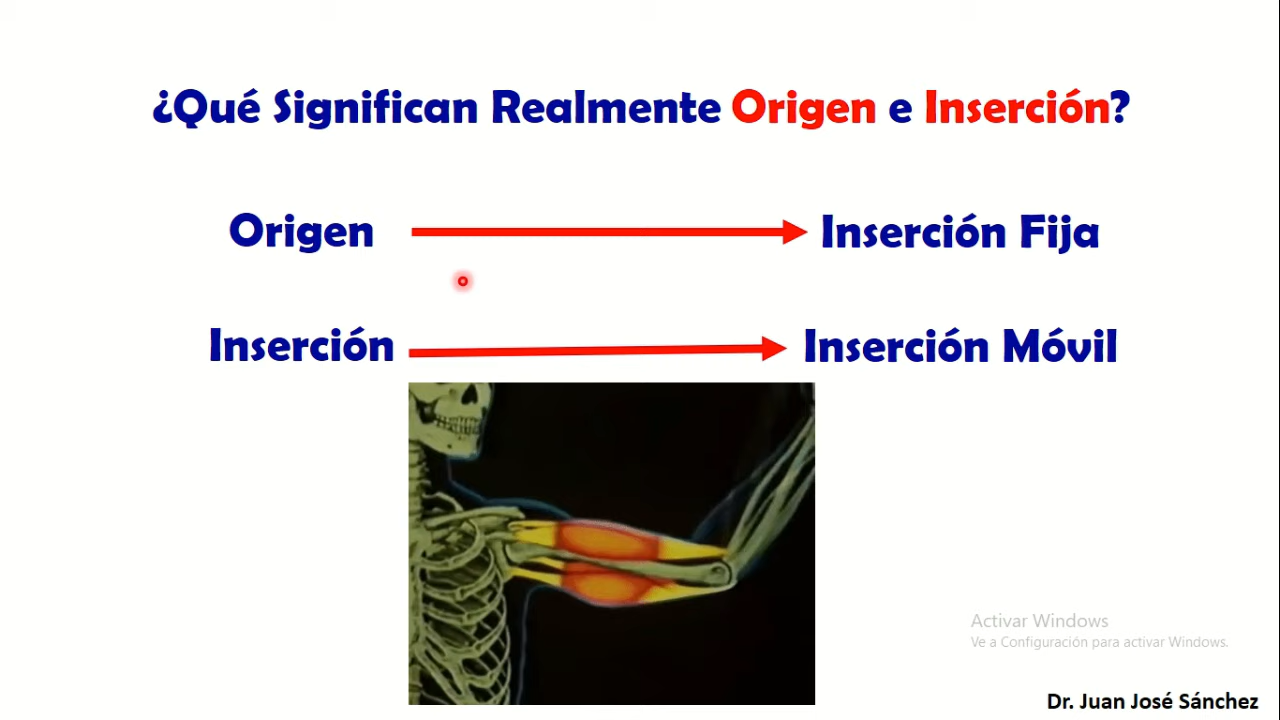 ¿Qué Significan Realmente Origen e Inserción?
Origen Inserción Fija
Inserción Inserción Móvil
Activar Windows
Ve a Configuración para activar Windows.
Dr. Juan José Sánchez